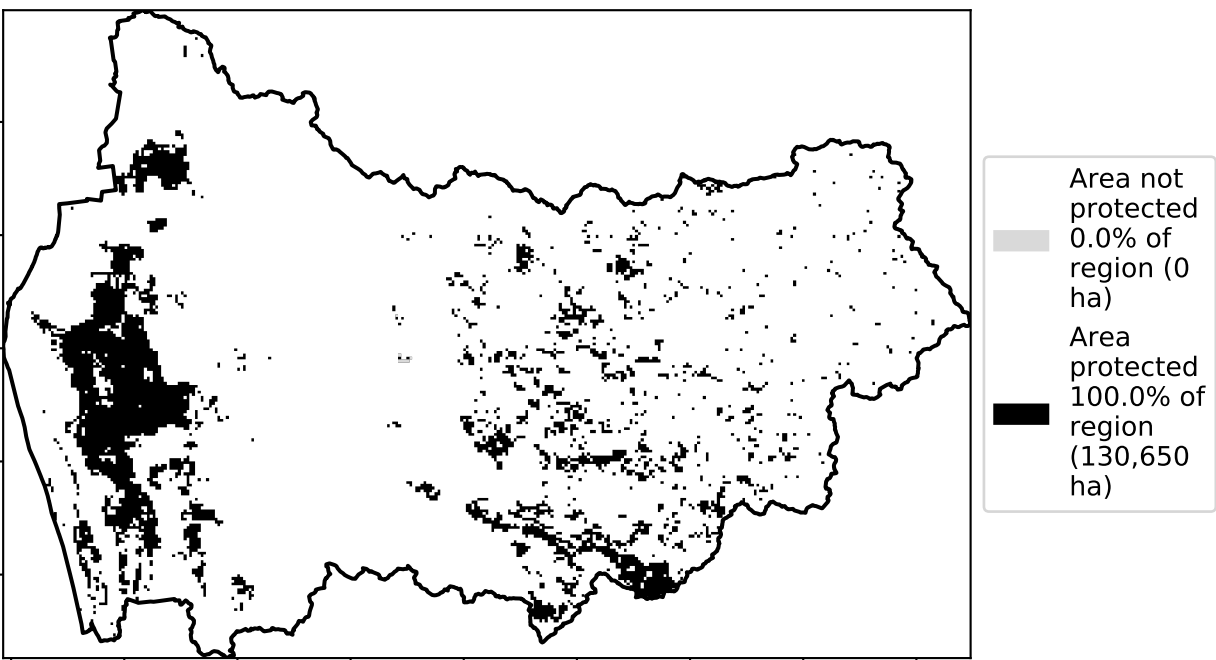 Area not
protected
0.0% of
region (0
ha)
Area
protected
100.0% of
region
(130,650
ha)